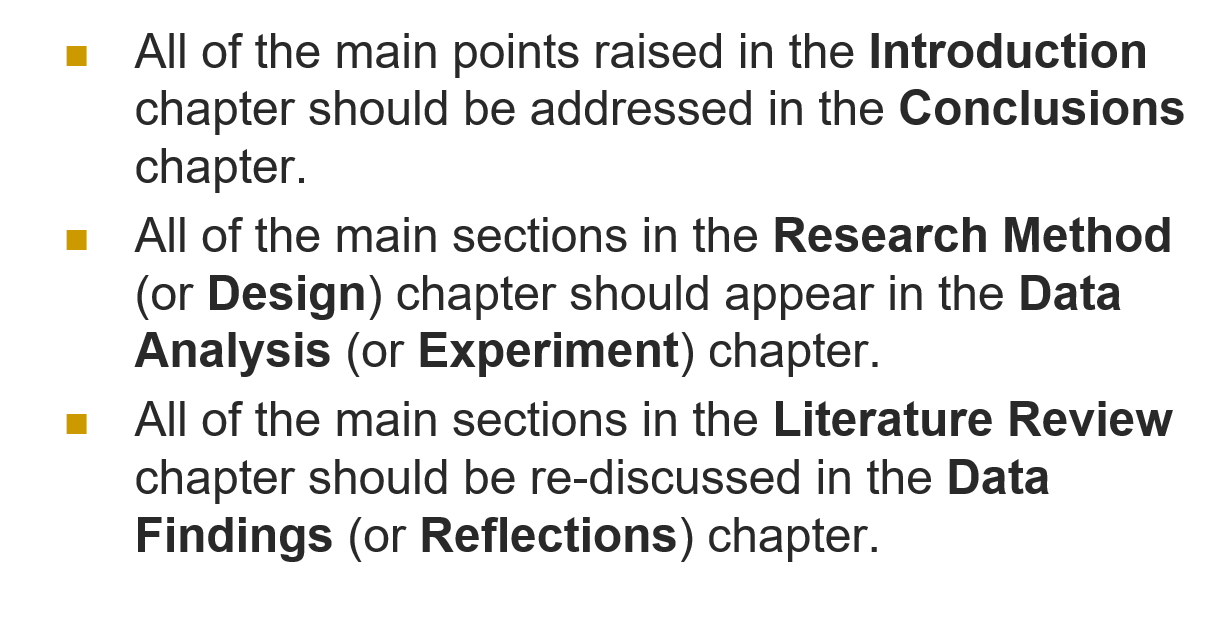 All of the main points raised in the Introduction
chapter should be addressed in the Conclusions
chapter.
All of the main sections in the Research Method
(or Design) chapter should appear in the Data
Analysis (or Experiment) chapter.
All of the main sections in the Literature Review
chapter should be re-discussed in the Data
Findings (or Reflections) chapter.